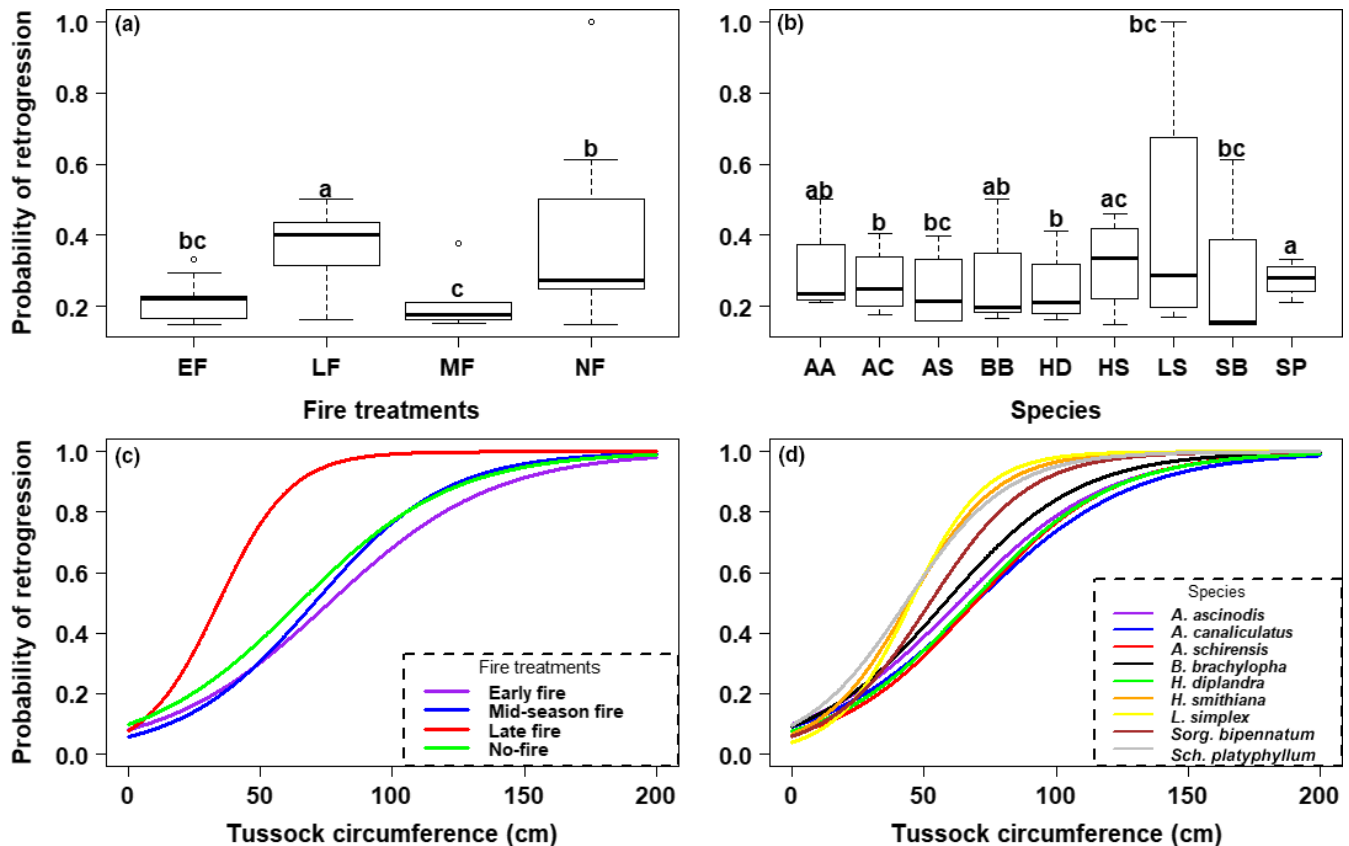 (a)
Probability of retrogression
1.0
0.8
0.6
0.4
0.2
bc
a
c
b
EF LF MF NF
Fire treatments
(b)
1.0
0.8
0.6
0.4
0.2
ab
b
bc
ab
b
ac
bc
bc
a
AA AC AS BB HD HS LS SB SP
Species
(c)
Probability of retrogression
1.0
0.8
0.6
0.4
0.2
0.0
Fire treatments
Early fire
Mid-season fire
Late fire
No-fire
0 50 100 150 200
Tussock circumference (cm)
(d)
1.0
0.8
0.6
0.4
0.2
0.0
Species
A. ascinodis
A. canaliculatus
A. schirensis
B. brachylopha
H. diplandra
H. smithiana
L. simplex
Sorg. bipennatum
Sch. platyphyllum
0 50 100 150 200
Tussock circumference (cm)